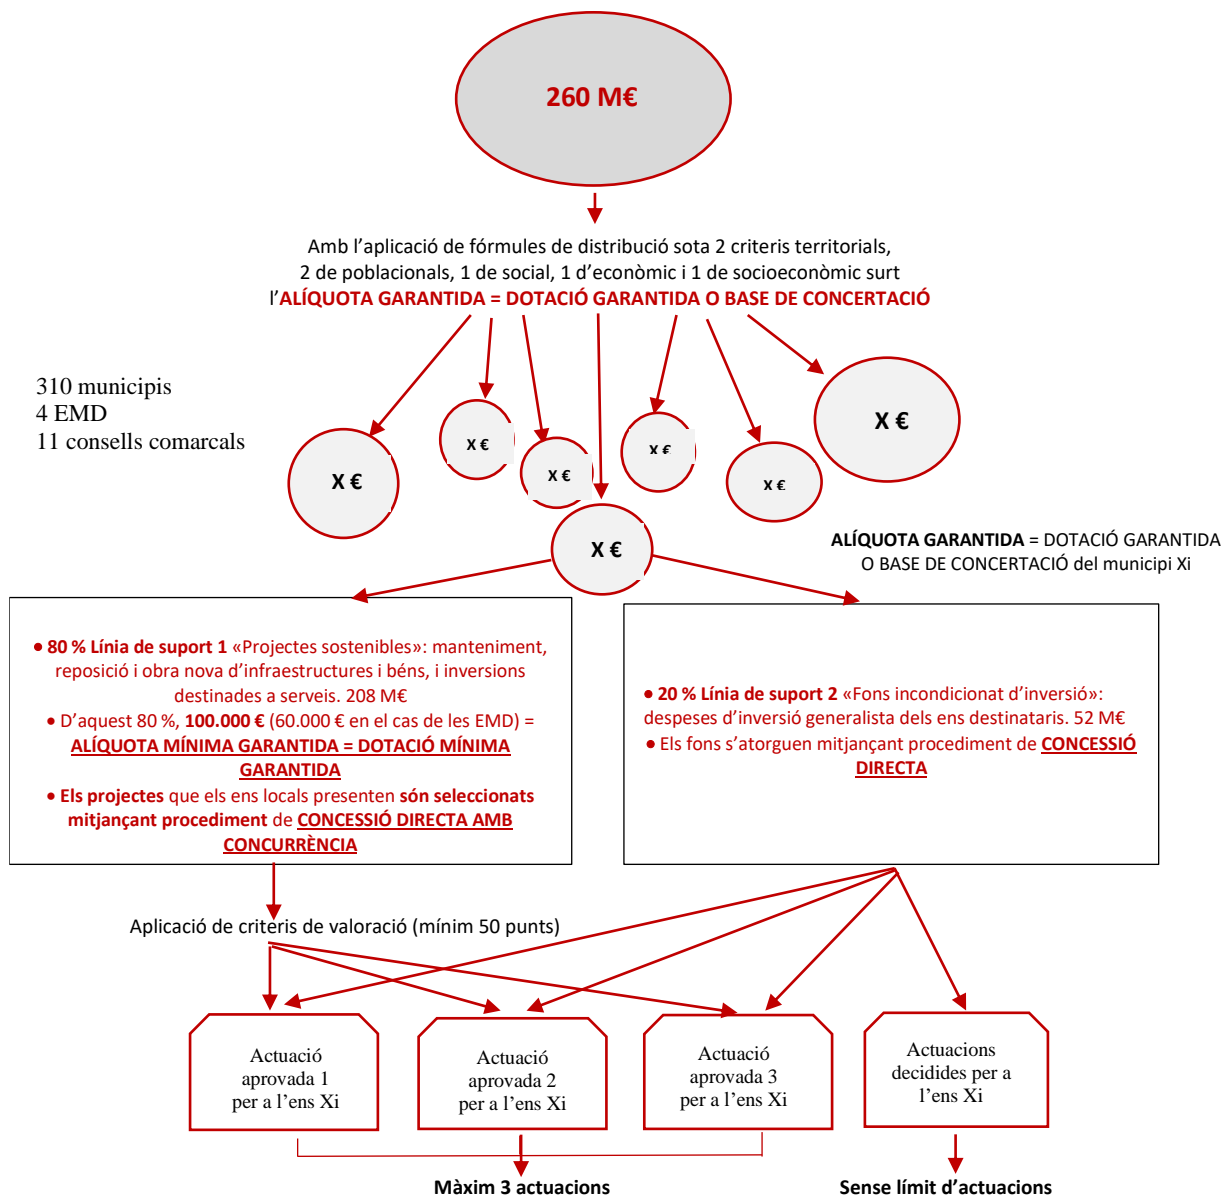 260 M€
Amb l’aplicació de fórmules de distribució sota 2 criteris territorials,
2 de poblacionals, 1 de social, 1 d’econòmic i 1 de socioeconòmic surt
l’ALÍQUOTA GARANTIDA = DOTACIÓ GARANTIDA O BASE DE CONCERTACIÓ
310 municipis
4 EMD
11 consells comarcals
X €
X €
X €
X €
X €
X €
X €
ALÍQUOTA GARANTIDA = DOTACIÓ GARANTIDA
O BASE DE CONCERTACIÓ del municipi Xi
• 80 % Línia de suport 1 «Projectes sostenibles»: manteniment,
reposició i obra nova d’infraestructures i béns, i inversions
destinades a serveis. 208 M€
• D’aquest 80 %, 100.000 € (60.000 € en el cas de les EMD) =
ALÍQUOTA MÍNIMA GARANTIDA = DOTACIÓ MÍNIMA
GARANTIDA
• Els projectes que els ens locals presenten són seleccionats
mitjançant procediment de CONCESSIÓ DIRECTA AMB
CONCURRÈNCIA
• 20 % Línia de suport 2 «Fons incondicionat d’inversió»:
despeses d’inversió generalista dels ens destinataris. 52 M€
• Els fons s’atorguen mitjançant procediment de CONCESSIÓ
DIRECTA
Aplicació de criteris de valoració (mínim 50 punts)
Actuació
aprovada 1
per a l’ens Xi
Actuació
aprovada 2
per a l’ens Xi
Actuació
aprovada 3
per a l’ens Xi
Actuacions
decidides per a
l’ens Xi
Màxim 3 actuacions
Sense límit d’actuacions